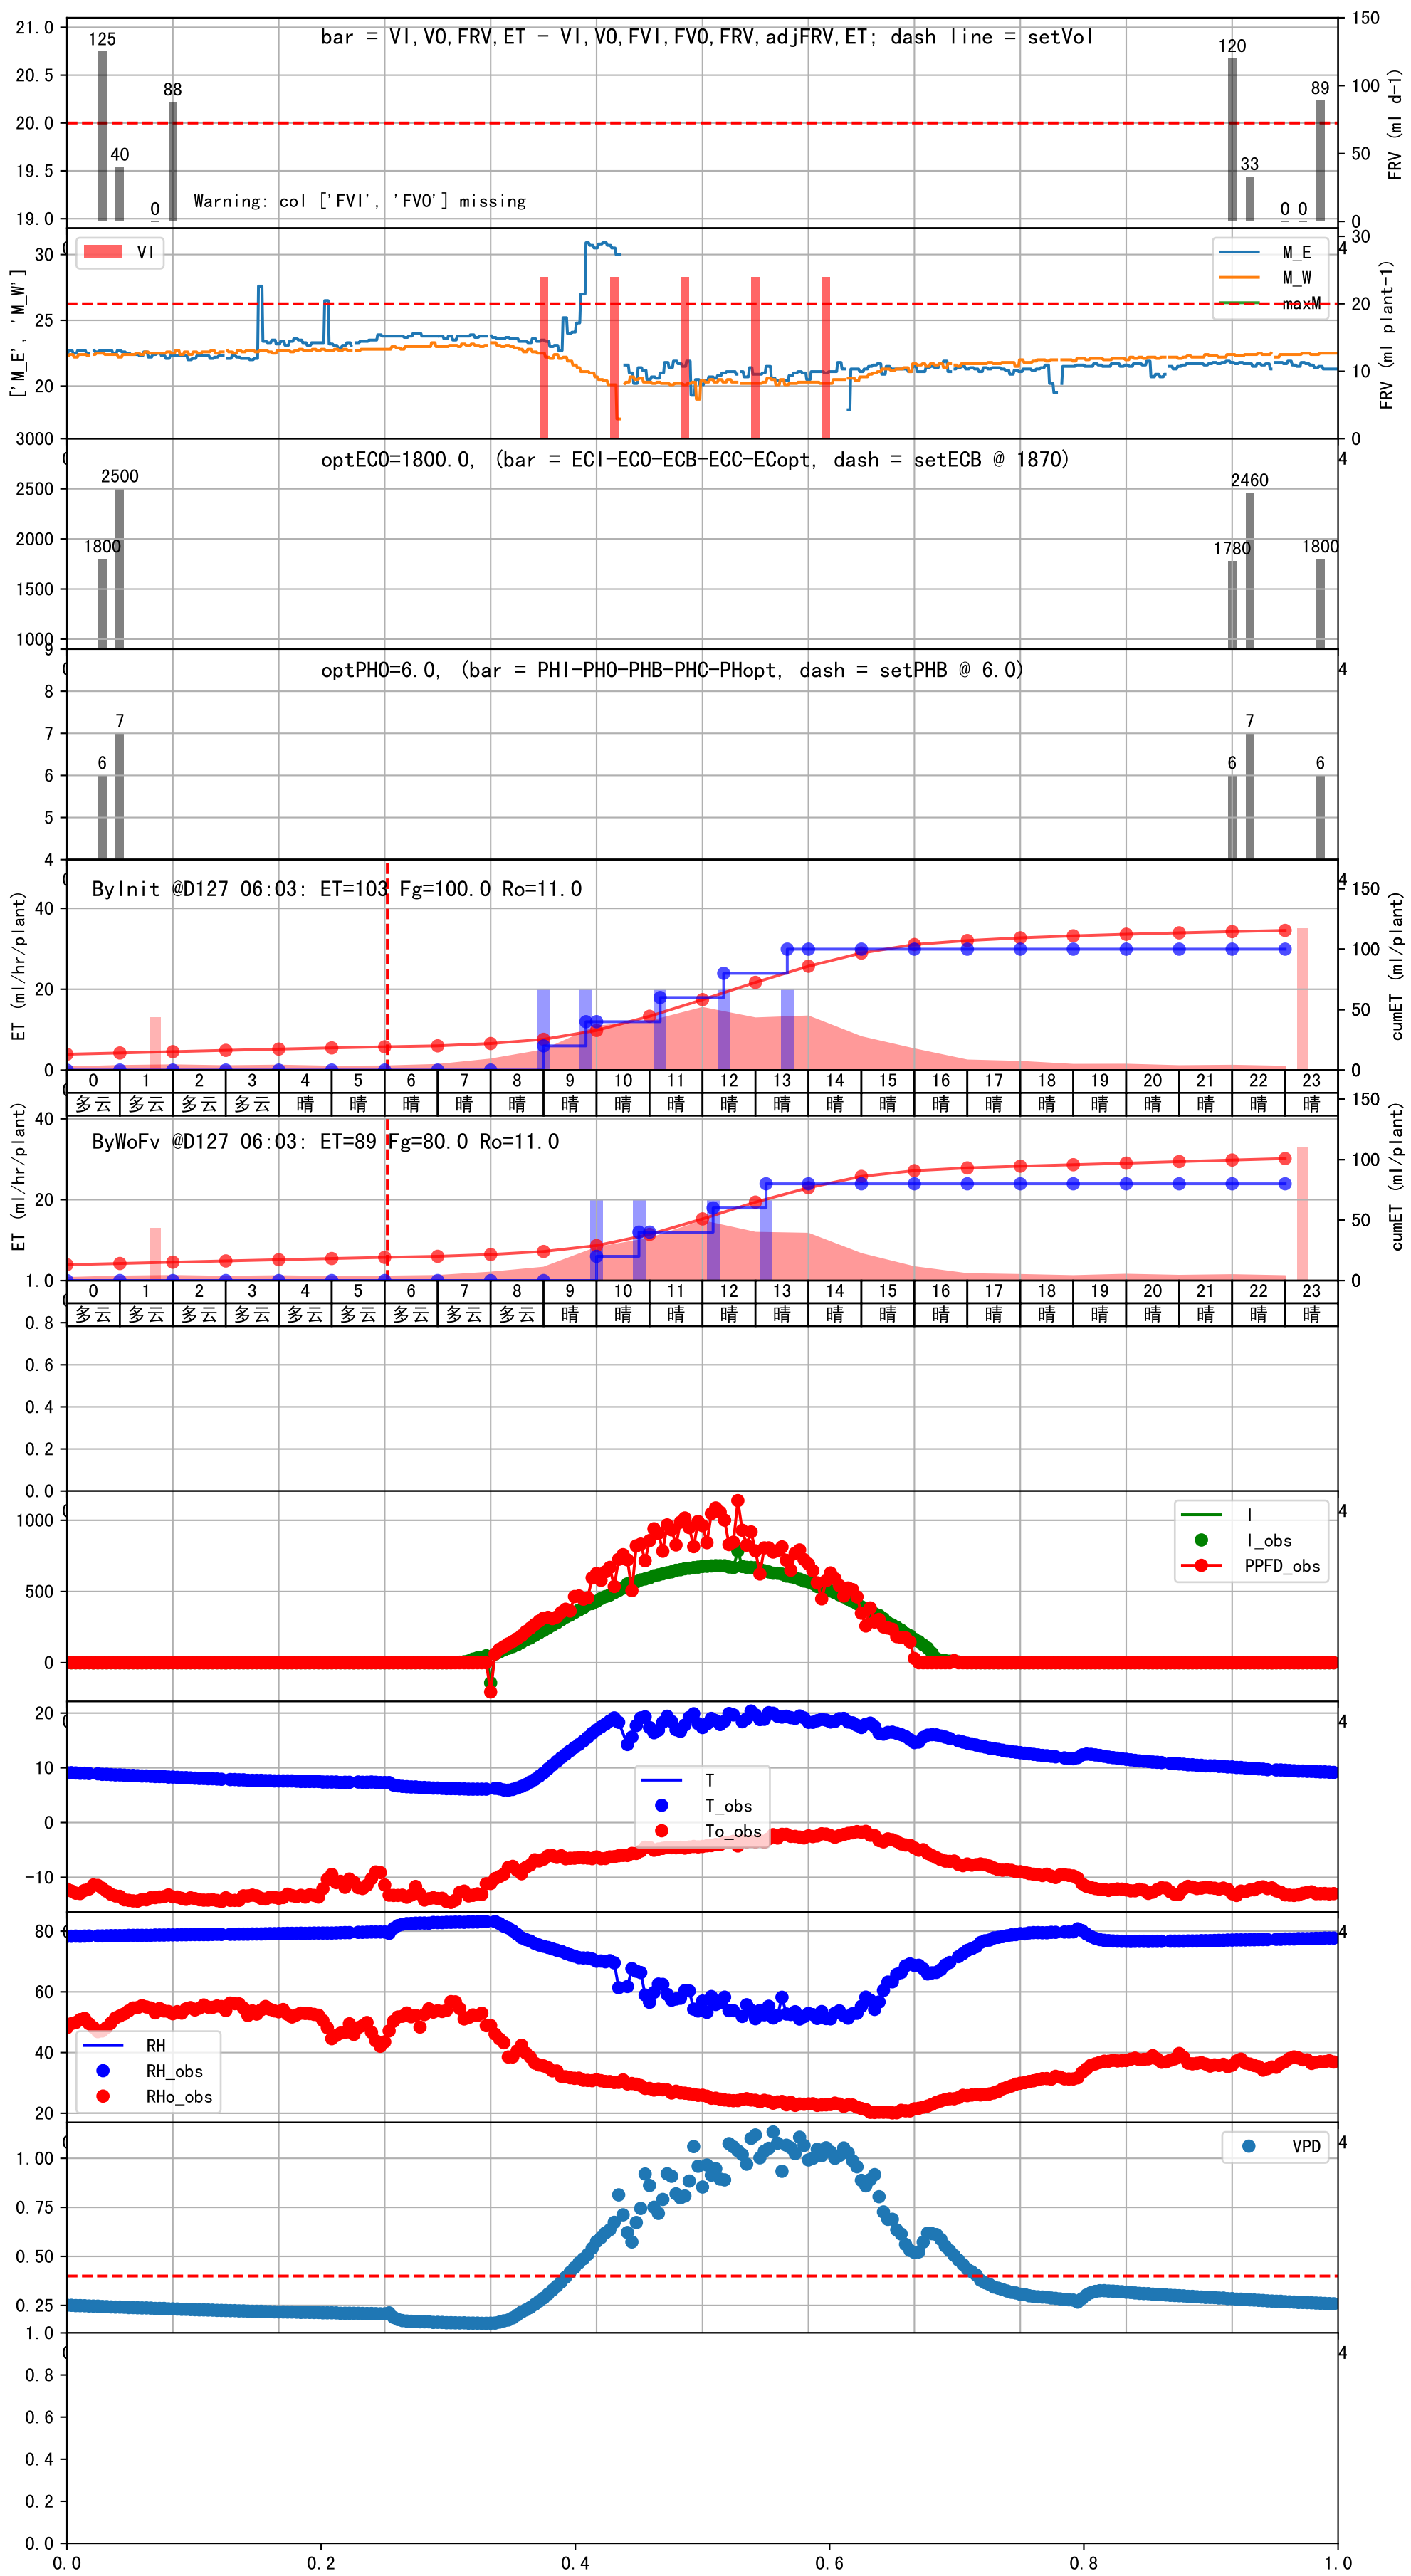 bar = VI,VO,FRV,ET - VI,VO,FVI,FVO,FRV,adjFRV,ET; dash line = setVol
21.0
20.5
20.0
19.5
19.0
125
40
0
88
120
33
0
0
89
Warning: col ['FVI', 'FVO'] missing
150
100
50
0
FRV (ml d-1)
['M_E', 'M_W']
30
25
20
VI
M_E
M_W
maxM
4
30
20
10
0
FRV (ml plant-1)
optECO=1800.0, (bar = ECI-ECO-ECB-ECC-ECopt, dash = setECB @ 1870)
3000
2500
2000
1500
1000
1800
2500
1780
2460
1800
4
optPHO=6.0, (bar = PHI-PHO-PHB-PHC-PHopt, dash = setPHB @ 6.0)
9
8
7
6
5
4
6
7
6
7
6
4
ByInit @D127 06:03: ET=103 Fg=100.0 Ro=11.0
ET (ml/hr/plant)
40
20
0
150
100
50
0
cumET (ml/plant)
0 1 2 3 4 5 6 7 8 9 10 11 12 13 14 15 16 17 18 19 20 21 22 23
多云 多云 多云 多云 晴 晴 晴 晴 晴 晴 晴 晴 晴 晴 晴 晴 晴 晴 晴 晴 晴 晴 晴 晴
ByWoFv @D127 06:03: ET=89 Fg=80.0 Ro=11.0
ET (ml/hr/plant)
40
20
150
100
50
0
cumET (ml/plant)
0 1 2 3 4 5 6 7 8 9 10 11 12 13 14 15 16 17 18 19 20 21 22 23
多云 多云 多云 多云 多云 多云 多云 多云 多云 晴 晴 晴 晴 晴 晴 晴 晴 晴 晴 晴 晴 晴 晴 晴
1.0
0.8
0.6
0.4
0.2
0.0
4
1000
500
0
I
I_obs
PPFD_obs
4
20
10
0
-10
T
T_obs
To_obs
4
80
60
40
20
RH
RH_obs
RHo_obs
4
1.00
0.75
0.50
0.25
VPD
4
1.0
0.8
0.6
0.4
0.2
0.0
0.0 0.2 0.4 0.6 0.8 1.0